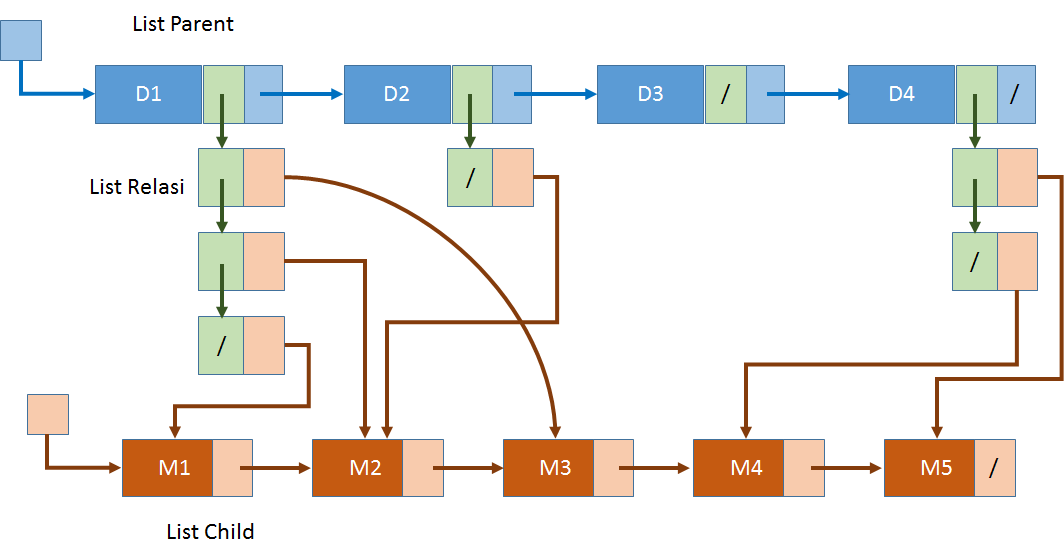 List Parent
D1
D2
D3 /
D4 /
List Relasi
/
/
/
M1
M2
M3
M4
M5 /
List Child